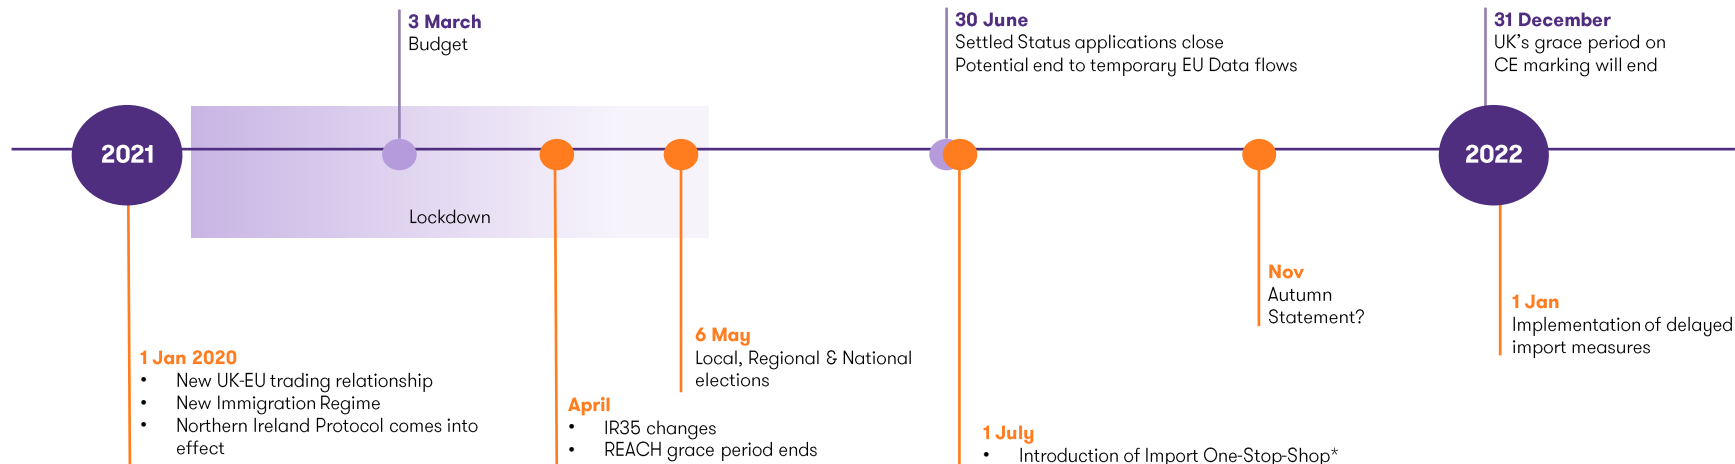 3 March
Budget
30 June
Settled Status applications close
Potential end to temporary EU Data flows
31 December
UK's grace period on
CE marking will end
2021
2022
Lockdown
1 Jan 2020
• New UK-EU trading relationship
• New Immigration Regime
• Northern Ireland Protocol comes into
effect
April
• IR35 changes
• REACH grace period ends
6 May
Local, Regional & National
elections
1 July
• Introduction of Import One-Stop-Shop*
Nov
Autumn
Statement?
1 Jan
Implementation of delayed
import measures